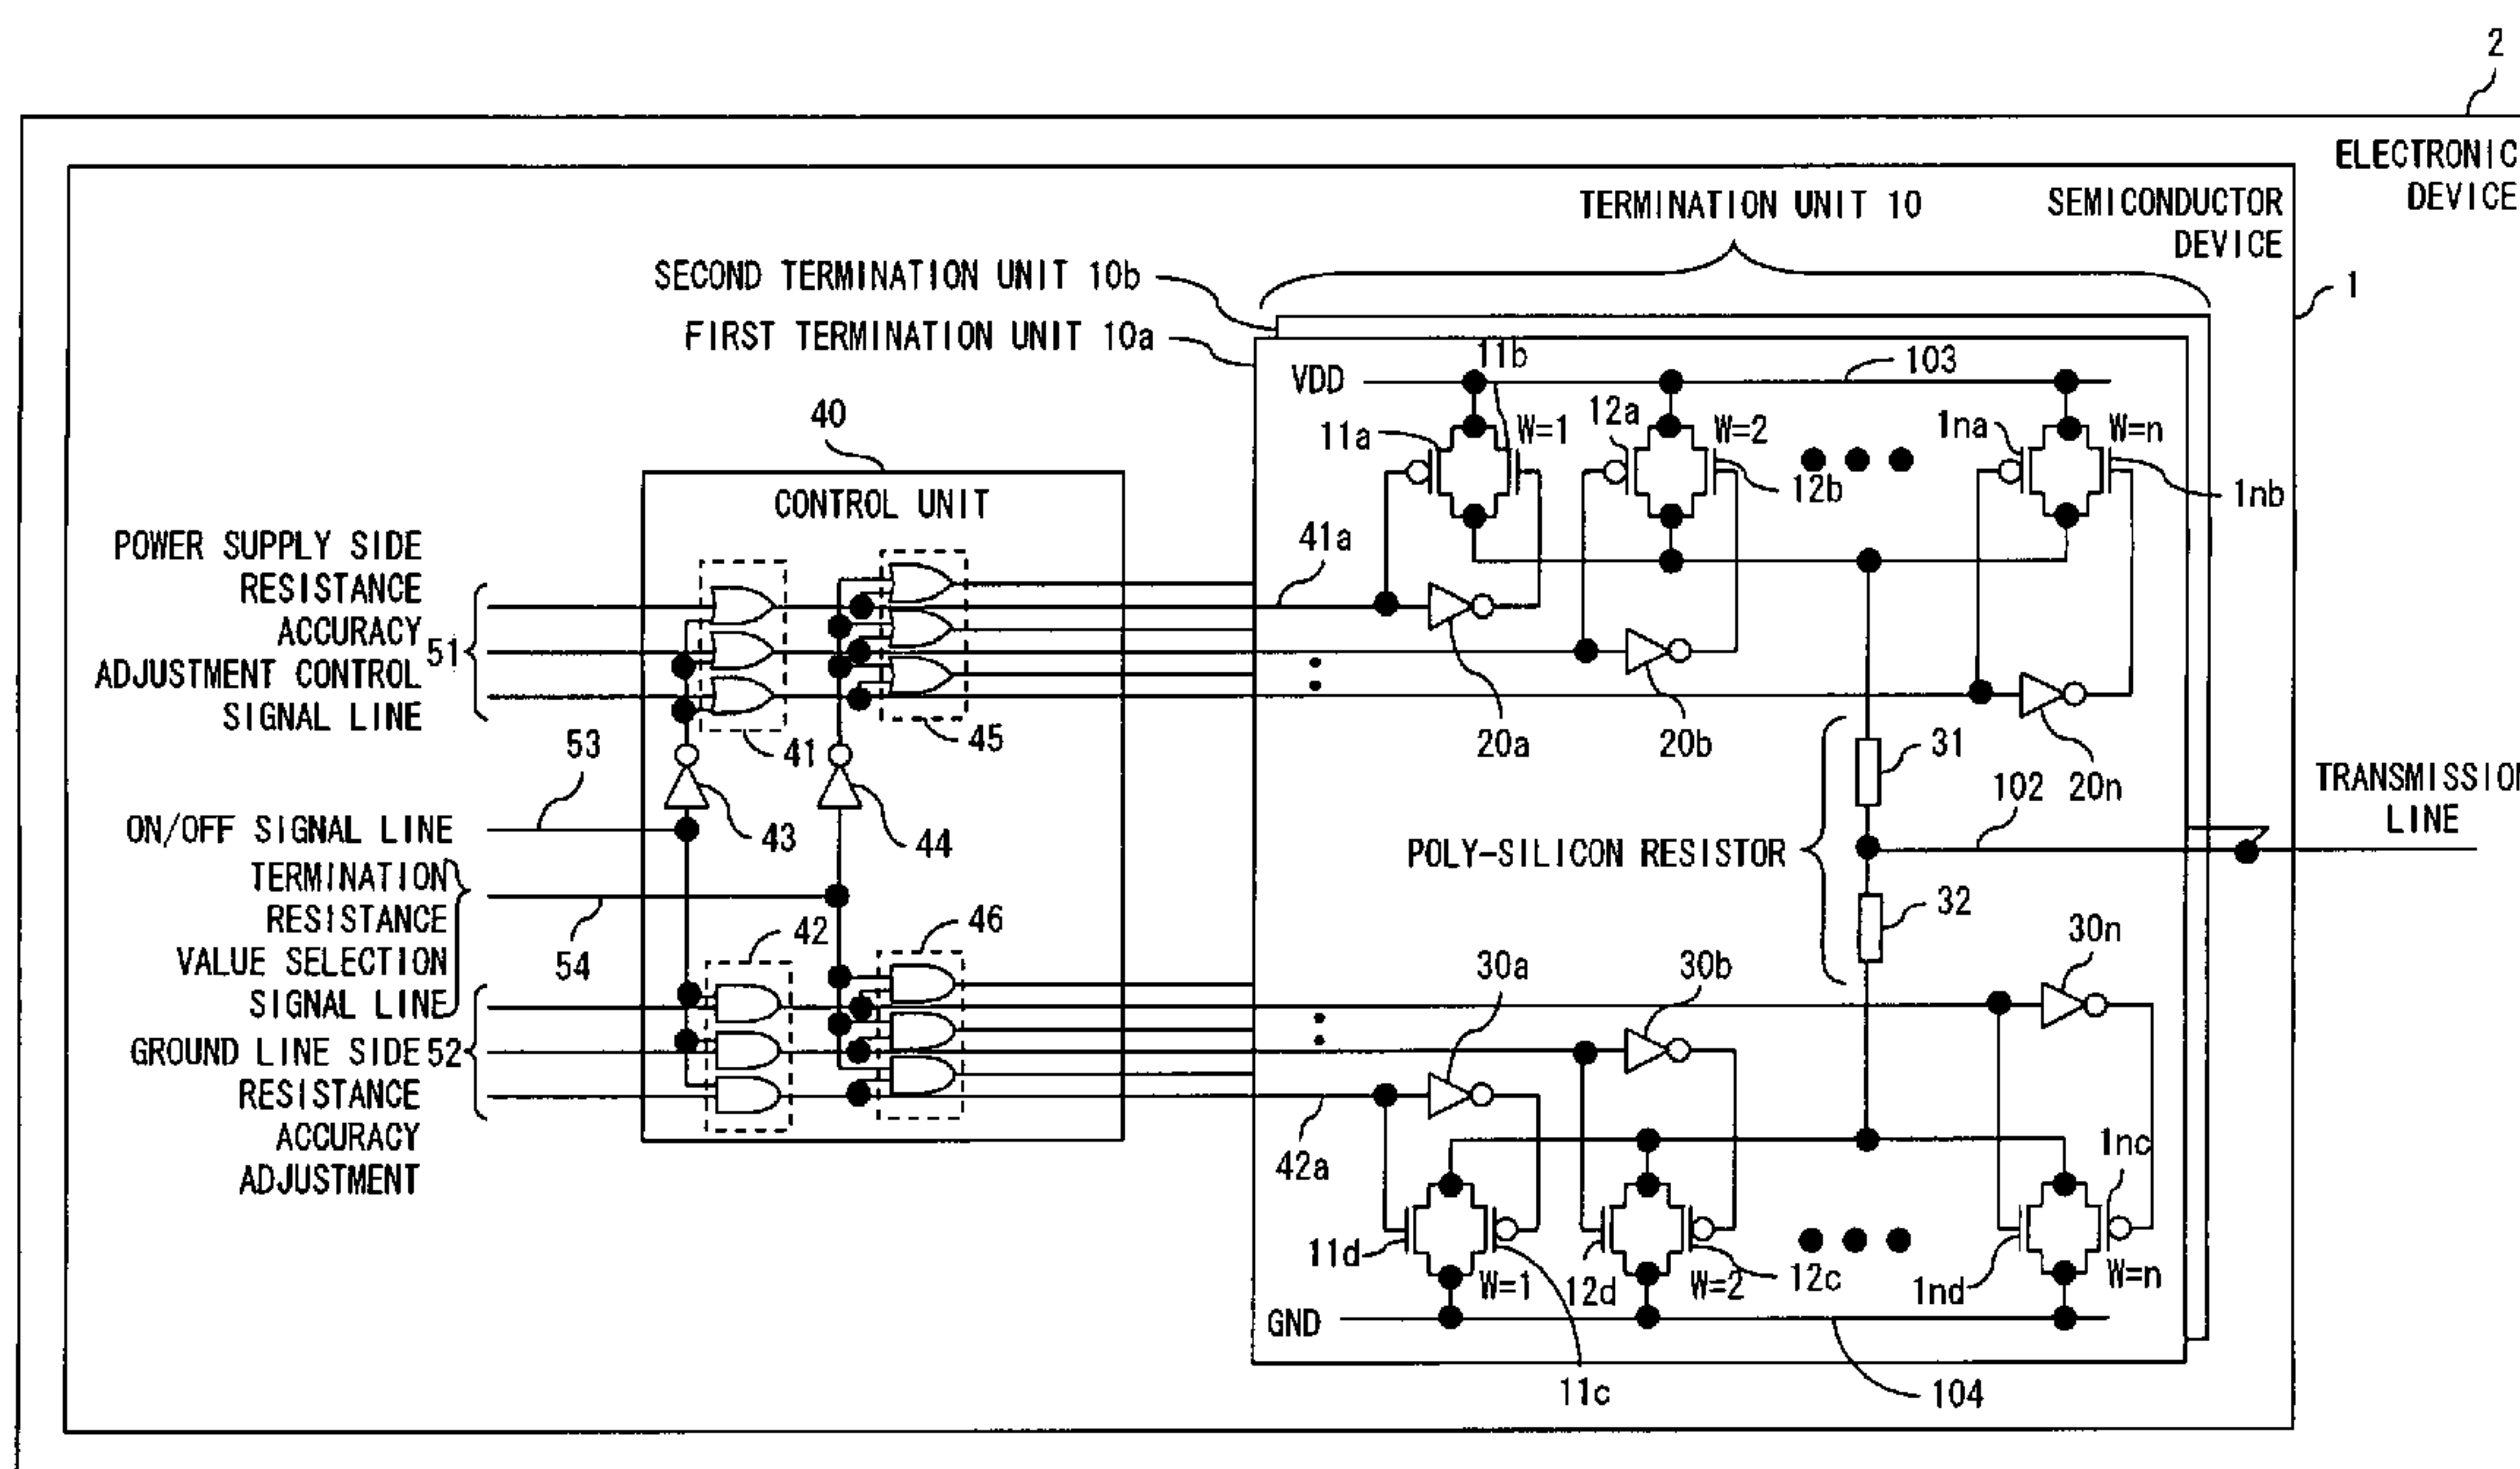 2
ELECTRONIC
DEVICE
TERMINATION UNIT 10
SEMICONDUCTOR
DEVICE
SECOND TERMINATION UNIT 10b
1
FIRST TERMINATION UNIT 10a
11b
VDD
103
40
11a
W=1
12a
W=2
1na
W=n
12b
1nb
CONTROL UNIT
POWER SUPPLY SIDE
RESISTANCE
ACCURACY
ADJUSTMENT CONTROL
SIGNAL LINE
51
41a
41
45
20a
20b
31
20n
53
ON/OFF SIGNAL LINE
43
44
102
TRANSMISSION
LINE
POLY-SILICON RESISTOR
TERMINATION
RESISTANCE
VALUE SELECTION
SIGNAL LINE
54
42
46
32
30a
30b
30n
GROUND LINE SIDE
RESISTANCE
ACCURACY
ADJUSTMENT
52
42a
1nc
11d
W=1
12d
W=2
12c
1nd
W=n
GND
11c
104